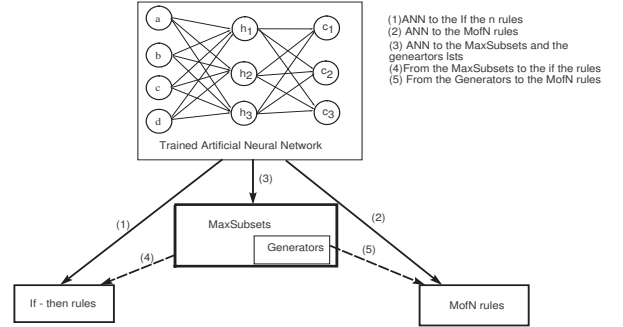 a
b
c
d
h1
h2
h3
c1
c2
c3
Trained Artificial Neural Network
(1)ANN to the If the n rules
(2) ANN to the MofN rules
(3) ANN to the MaxSubsets and the
geneartors lsts
(4)From the MaxSubsets to the if the rules
(5) From the Generators to the MofN rules
(3)
(1)
(2)
MaxSubsets
Generators
(4)
(5)
If - then rules
MofN rules